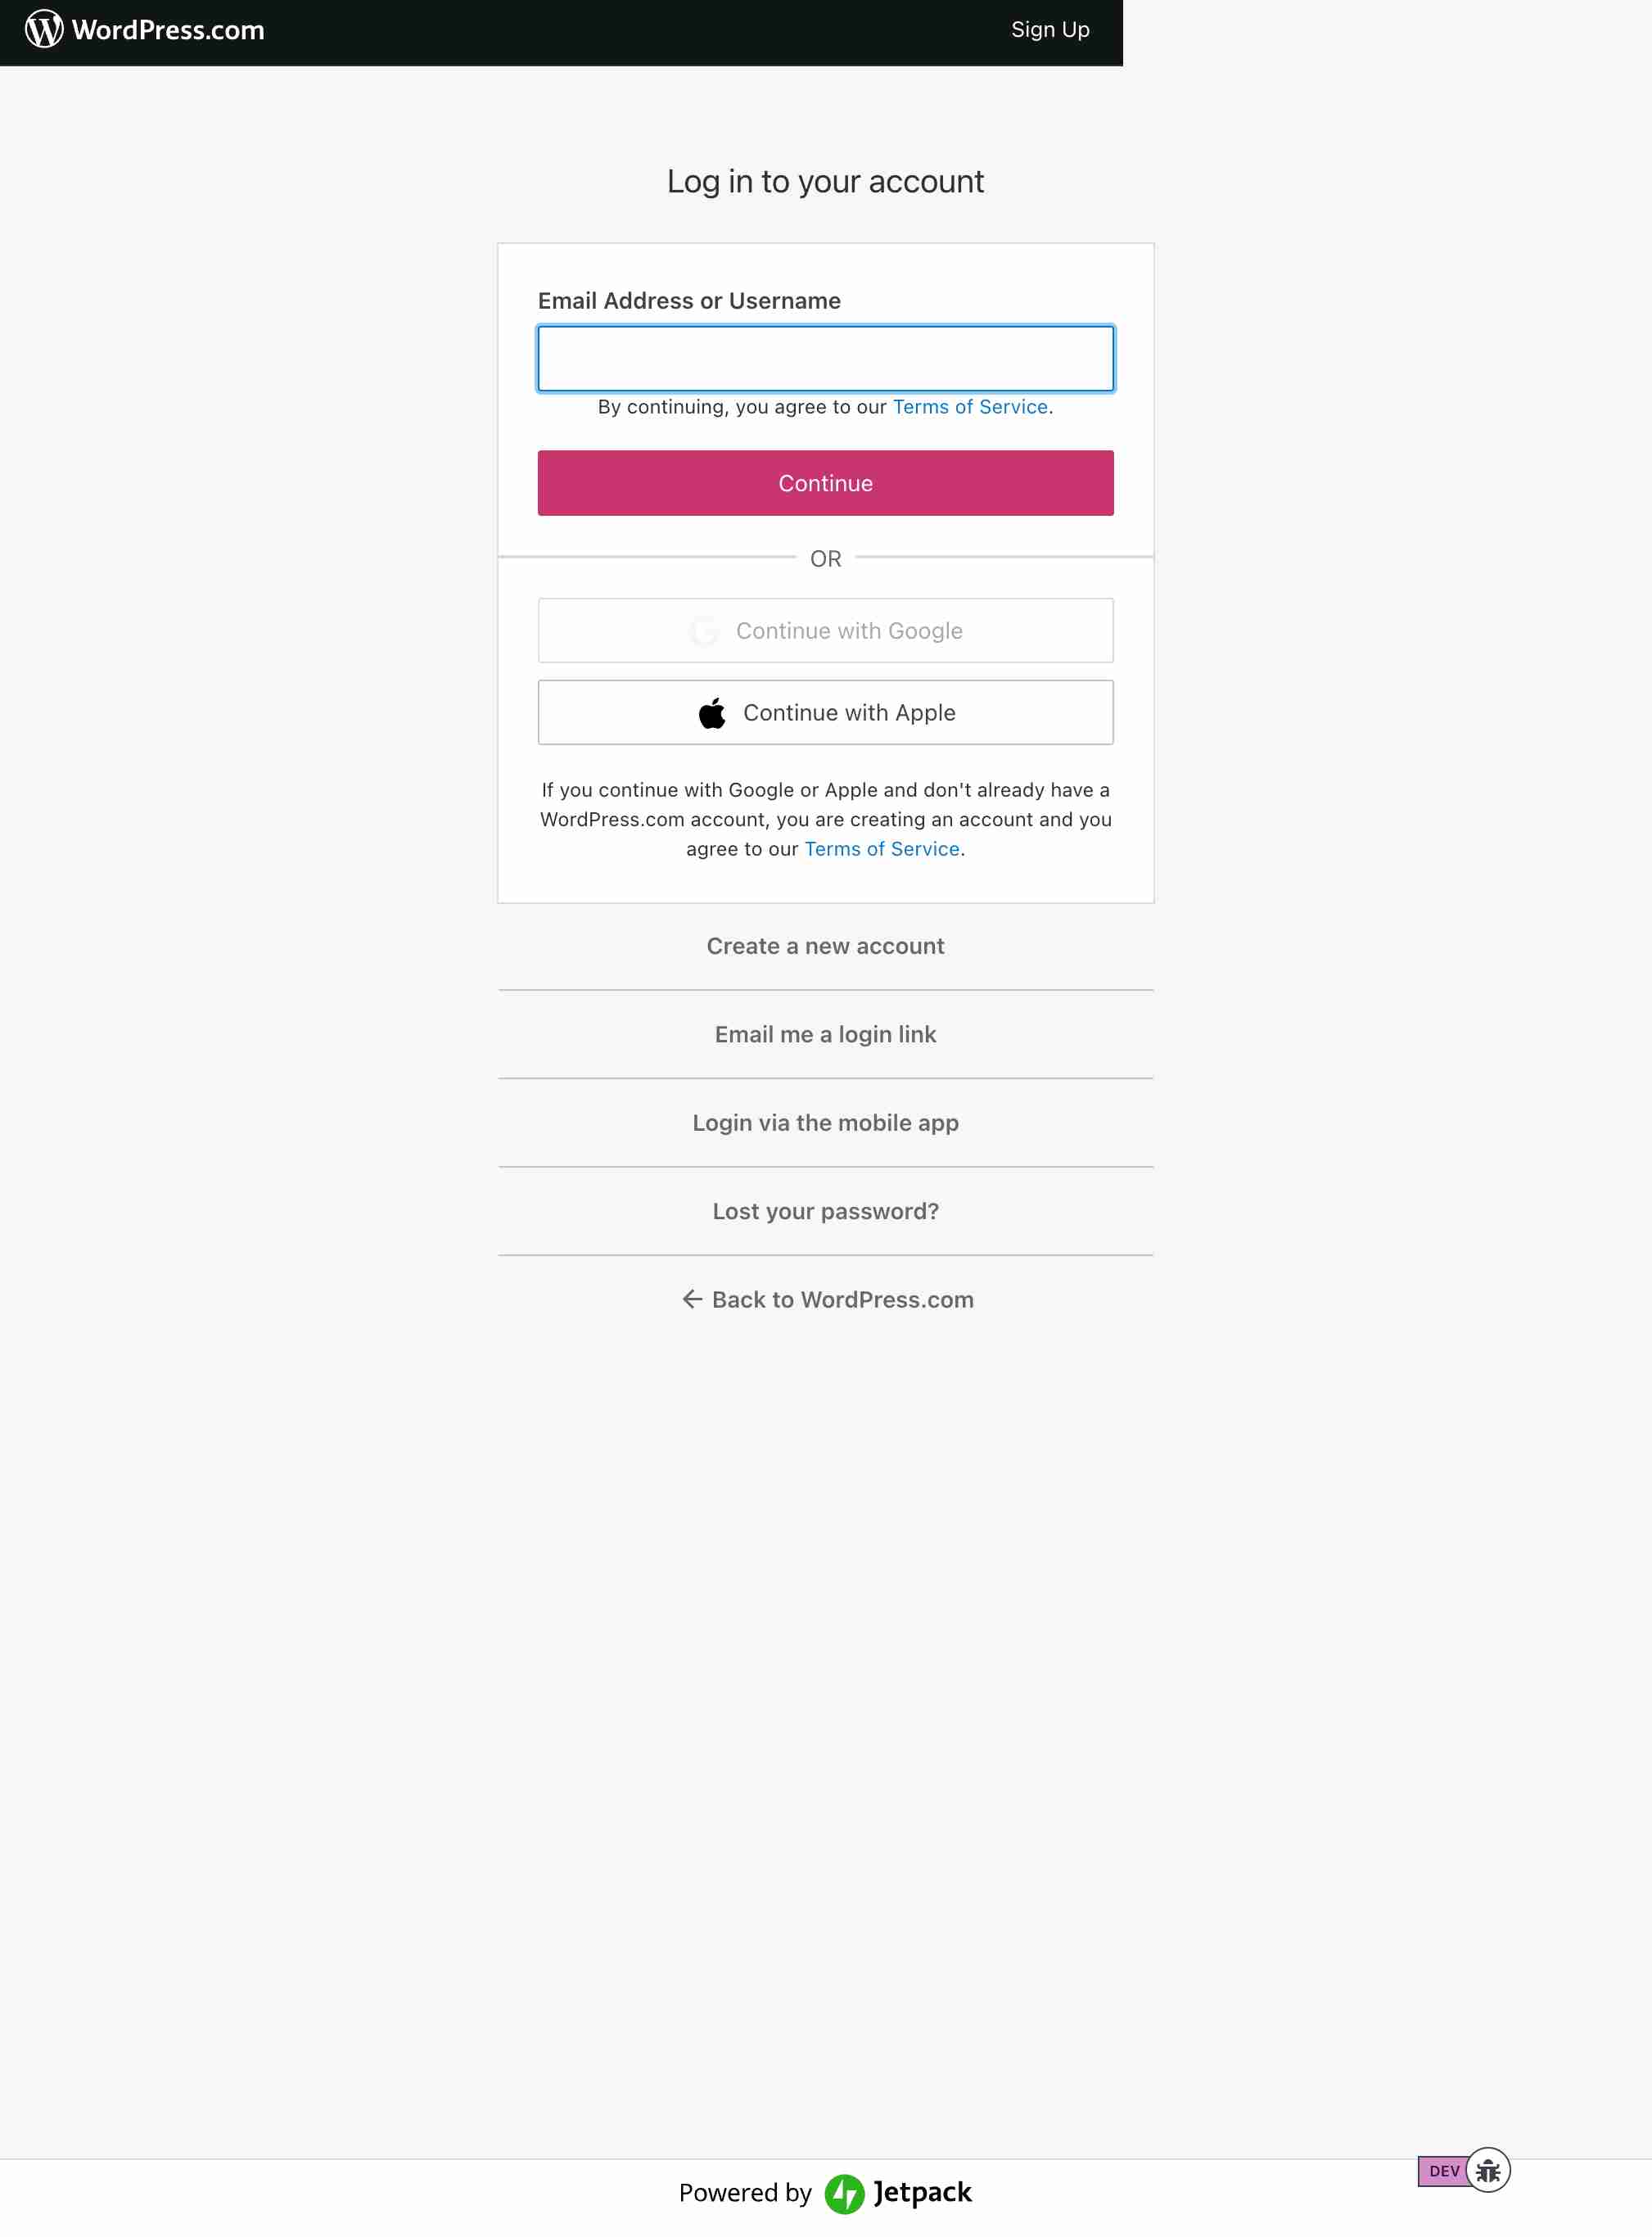 WordPress.com
Sign Up
Log in to your account
Email Address or Username
By continuing, you agree to our Terms of Service.
Continue
OR
Continue with Google
Continue with Apple
If you continue with Google or Apple and don't already have a
WordPress.com account, you are creating an account and you
agree to our Terms of Service.
Create a new account
Email me a login link
Login via the mobile app
Lost your password?
← Back to WordPress.com
Powered by Jetpack
DEV